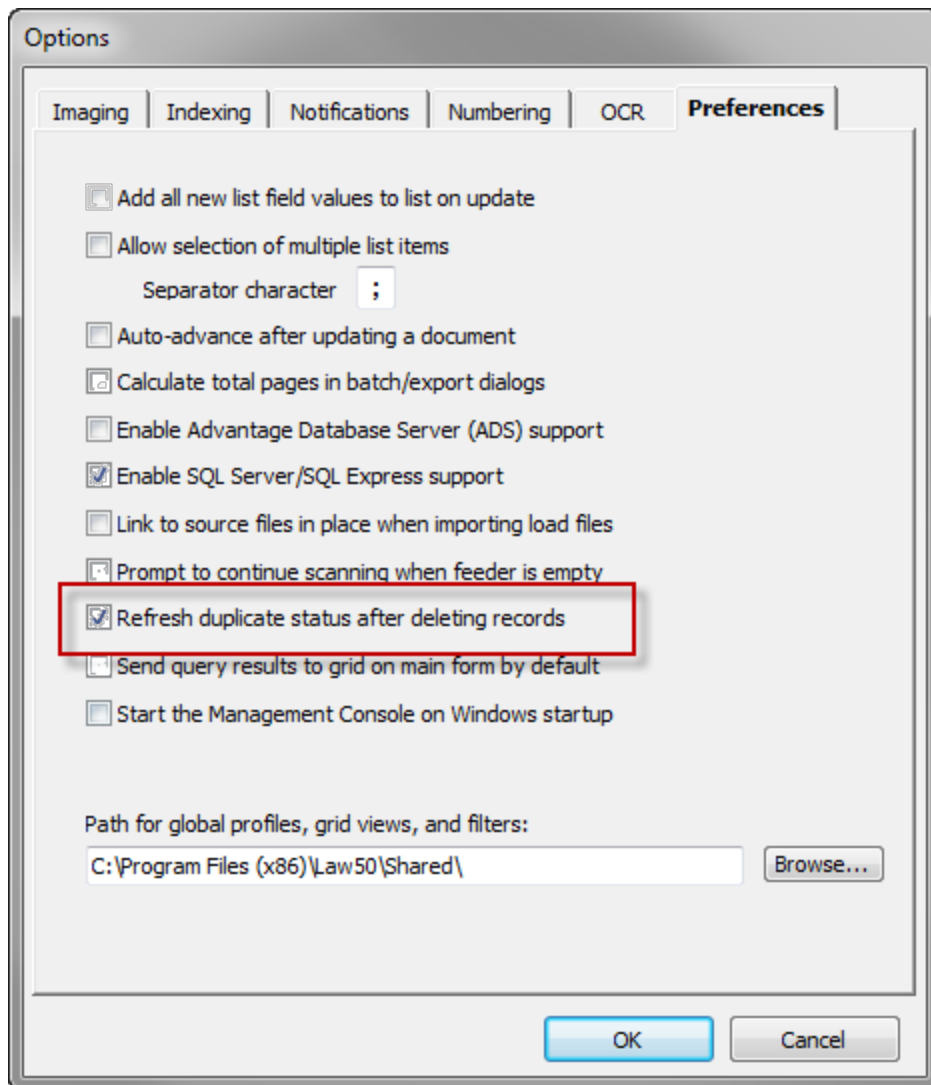 Options
Imaging Indexing Notifications Numbering OCR Preferences
Add all new list field values to list on update
Allow selection of multiple list items
Separator character ;
Auto-advance after updating a document
Calculate total pages in batch/export dialogs
Enable Advantage Database Server (ADS) support
Enable SQL Server/SQL Express support
Link to source files in place when importing load files
Prompt to continue scanning when feeder is empty
Refresh duplicate status after deleting records
Send query results to grid on main form by default
Start the Management Console on Windows startup
Path for global profiles, grid views, and filters:
C:\Program Files (x86)\Law50\Shared\ Browse...
OK Cancel